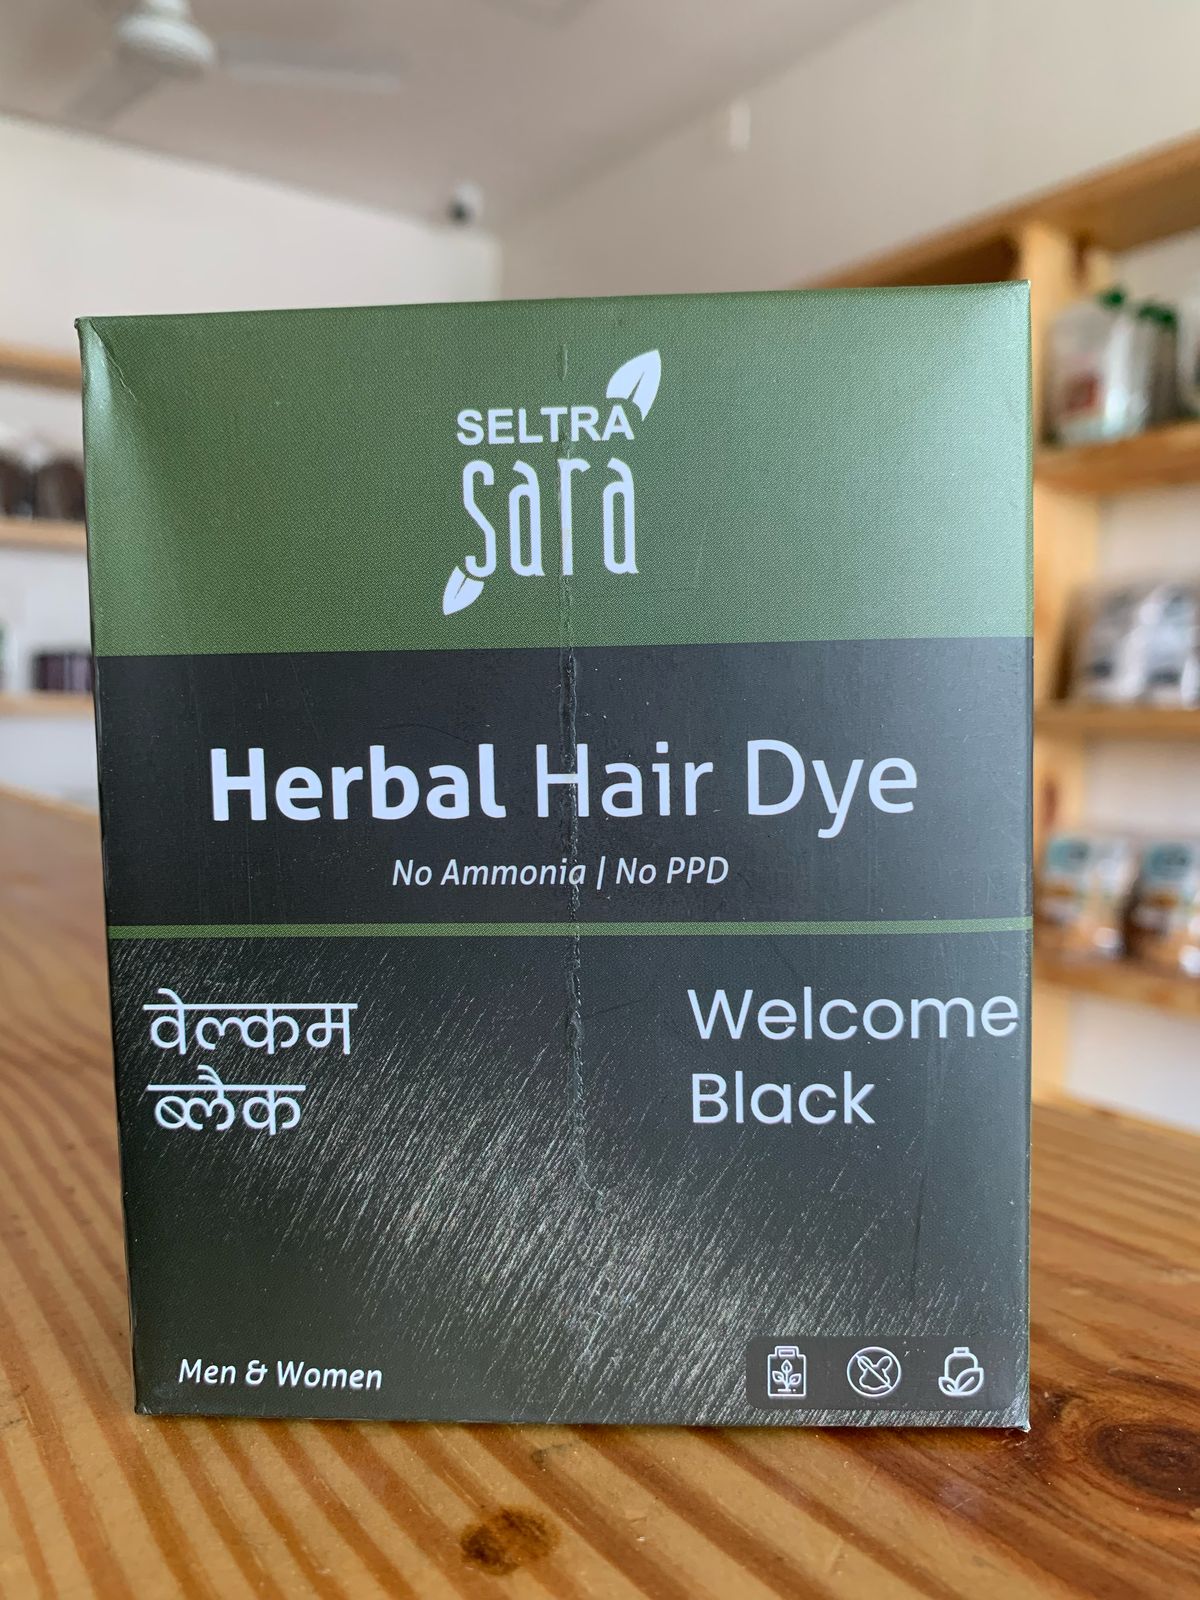 SELTRA
sara
Herbal Hair Dye
No Ammonia | No PPD
वेल्कम
ब्लैक
Welcome
Black
Men & Women